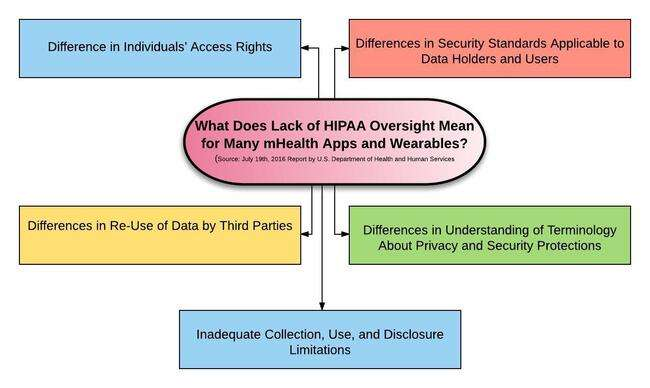 Difference in Individuals' Access Rights
Differences in Security Standards Applicable to
Data Holders and Users
What Does Lack of HIPAA Oversight Mean
for Many mHealth Apps and Wearables?
(Source: July 19th, 2016 Report by U.S. Department of Health and Human Services
Differences in Re-Use of Data by Third Parties
Differences in Understanding of Terminology
About Privacy and Security Protections
Inadequate Collection, Use, and Disclosure
Limitations